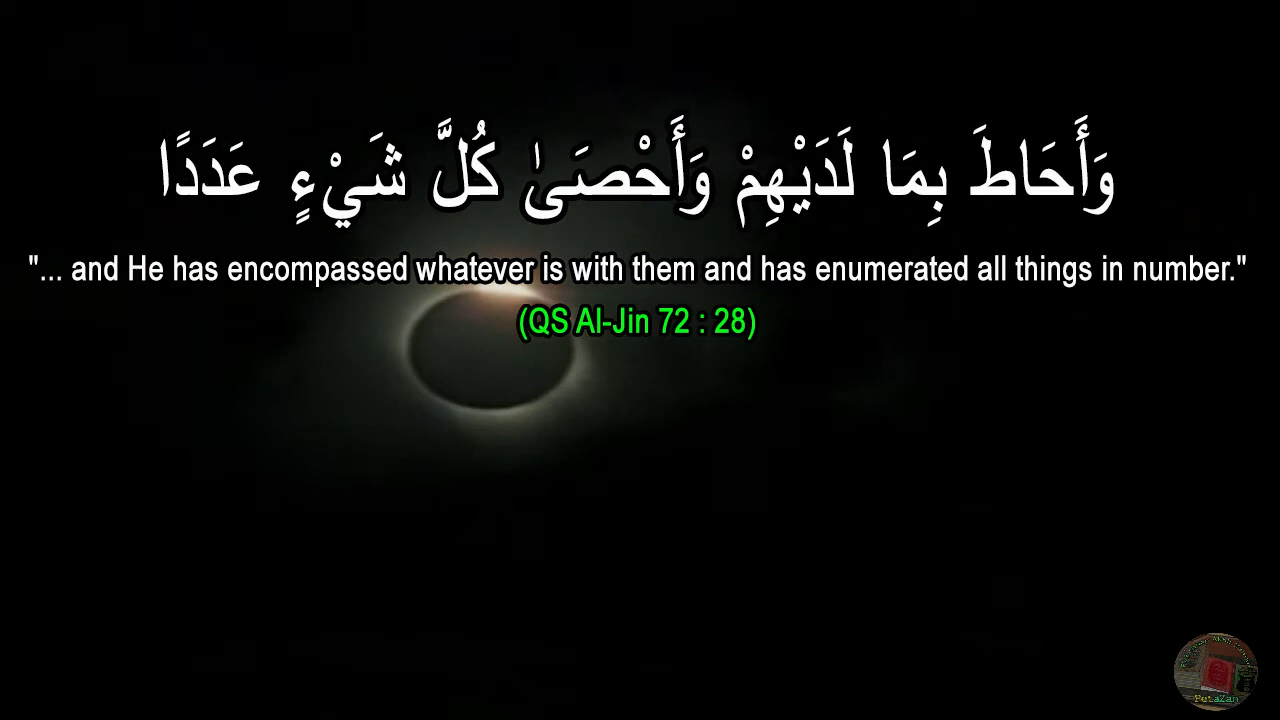 وَأَحَاطَ بِمَا لَدَيْهِمْ وَأَحْصَىٰ كُلَّ شَيْءٍ عَدَدًا
"... and He has encompassed whatever is with them and has enumerated all things in number."
(QS Al-Jin 72 : 28)
PetaZan